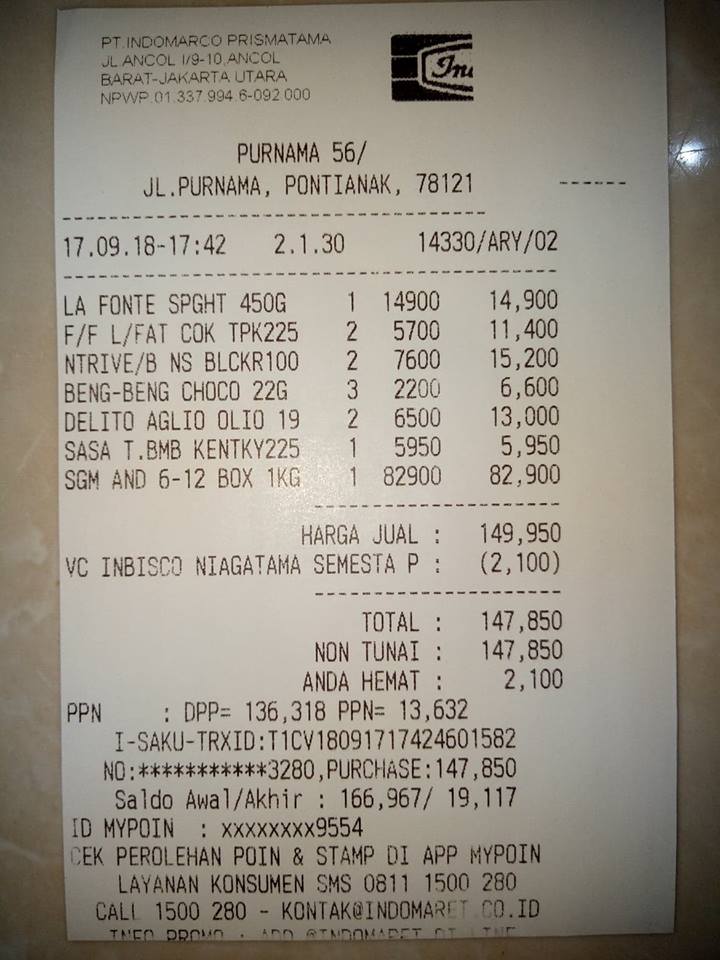 PT.INDOMARCO PRISMATAMA
JL.ANCOL I/9-10,ANCOL
BARAT-JAKARTA UTARA
NPWP.01.337.994.6-092.000
PURNAMA 56/
JL.PURNAMA, PONTIANAK, 78121 ------
17.09.18-17:42 2.1.30 14330/ARY/02
LA FONTE SPGHT 450G 1 14900 14,900
F/F L/FAT COK TPK225 2 5700 11,400
NTRIVE/B NS BLCKR100 2 7600 15,200
BENG-BENG CHOCO 22G 3 2200 6,600
DELITO AGLIO OLIO 19 2 6500 13,000
SASA T.BMB KENTKY225 1 5950 5,950
SGM AND 6-12 BOX 1KG 1 82900 82,900
HARGA JUAL : 149,950
VC INBISCO NIAGATAMA SEMESTA P : (2,100)
TOTAL : 147,850
NON TUNAI : 147,850
ANDA HEMAT : 2,100
PPN : DPP= 136,318 PPN= 13,632
I-SAKU-TRXID:T1CV18091717424601582
NO:***********3280,PURCHASE:147,850
Saldo Awal/Akhir : 166,967/ 19,117
ID MYPOIN : xxxxxxxx9554
CEK PEROLEHAN POIN & STAMP DI APP MYPOIN
LAYANAN KONSUMEN SMS 0811 1500 280
CALL 1500 280 - KONTAK@INDOMARET.CO.ID
INFO PROMO : ADD @INDOMARET DI LINE